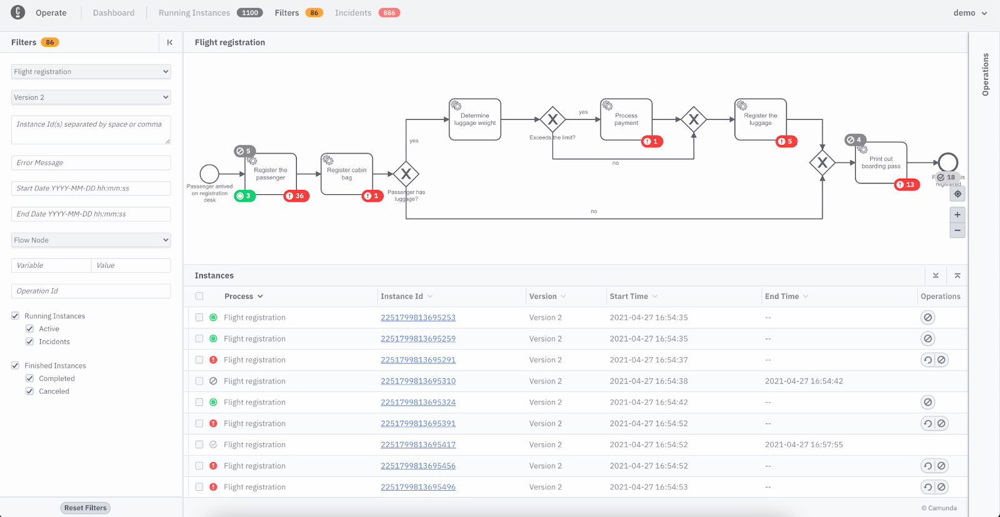 Operate
Dashboard
Running Instances 1100
Filters 86
Incidents 886
demo
Filters 86
Flight registration
Version 2
Instance Id(s) separated by space or comma
Error Message
Start Date YYYY-MM-DD hh:mm:ss
End Date YYYY-MM-DD hh:mm:ss
Flow Node
Variable
Value
Operation Id
Running Instances
Active
Incidents
Finished Instances
Completed
Canceled
Reset Filters
Flight registration
Operations
Passenger arrived
on registration
desk
5
Register the
passenger
3
36
Register cabin
bag
1
Passenger has
luggage?
yes
no
Determine
luggage weight
Exceeds the limit?
yes
no
Process
payment
1
Register the
luggage
5
4
Print out
boarding pass
13
18
is
registered
+
−
Instances
Process
Instance Id
Version
Start Time
End Time
Operations
Flight registration 2251799813695253 Version 2 2021-04-27 16:54:35 --
Flight registration 2251799813695259 Version 2 2021-04-27 16:54:35 --
Flight registration 2251799813695291 Version 2 2021-04-27 16:54:37 --
Flight registration 2251799813695310 Version 2 2021-04-27 16:54:38 2021-04-27 16:54:42
Flight registration 2251799813695324 Version 2 2021-04-27 16:54:42 --
Flight registration 2251799813695391 Version 2 2021-04-27 16:54:52 --
Flight registration 2251799813695417 Version 2 2021-04-27 16:54:52 2021-04-27 16:57:55
Flight registration 2251799813695456 Version 2 2021-04-27 16:54:52 --
Flight registration 2251799813695496 Version 2 2021-04-27 16:54:53 --
© Camunda